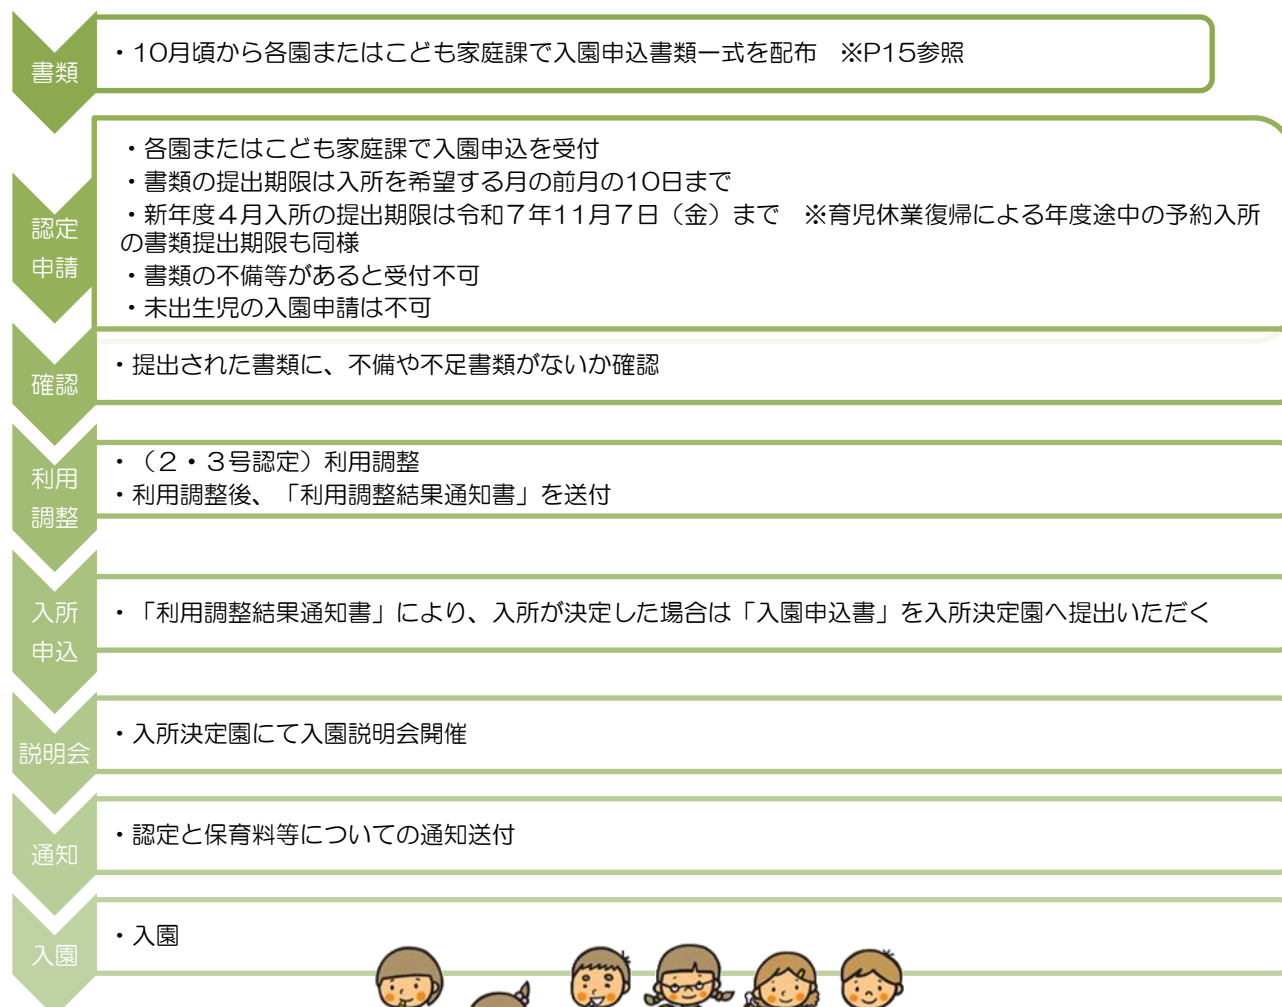 書類
・10月頃から各園またはこども家庭課で入園申込書類一式を配布　※P15参照
認定
申請
・各園またはこども家庭課で入園申込を受付
・書類の提出期限は入所を希望する月の前月の10日まで
・新年度４月入所の提出期限は令和７年11月７日（金）まで　※育児休業復帰による年度途中の予約入所
の書類提出期限も同様
・書類の不備等があると受付不可
・未出生児の入園申請は不可
確認
・提出された書類に、不備や不足書類がないか確認
利用
調整
・（２・３号認定）利用調整
・利用調整後、「利用調整結果通知書」を送付
入所
申込
・「利用調整結果通知書」により、入所が決定した場合は「入園申込書」を入所決定園へ提出いただく
説明会
・入所決定園にて入園説明会開催
通知
・認定と保育料等についての通知送付
入園
・入園